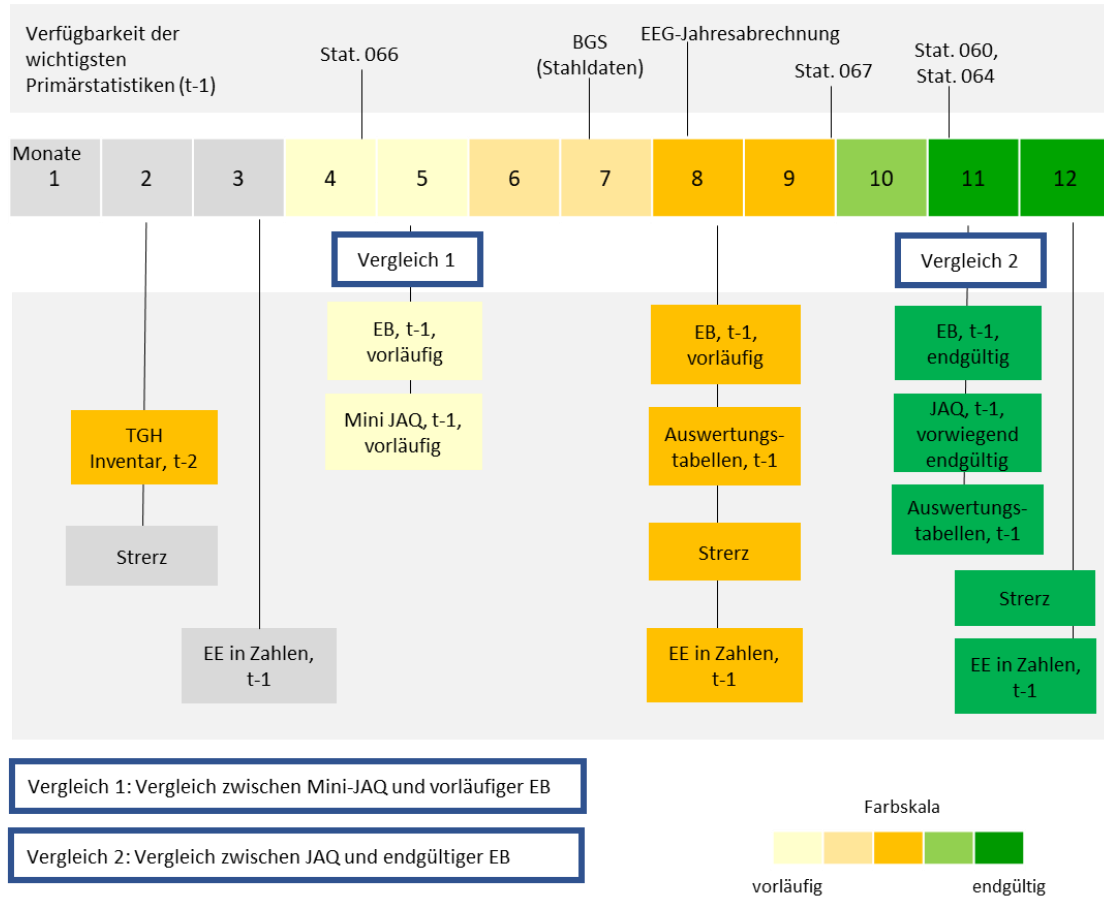 Verfügbarkeit der
wichtigsten
Primärstatistiken (t-1)
Stat. 066
BGS
(Stahldaten)
EEG-Jahresabrechnung
Stat. 067
Stat. 060,
Stat. 064
Monate
1
2
3
4
5
6
7
8
9
10
11
12
Vergleich 1
Vergleich 2
TGH
Inventar, t-2
Strerz
EE in Zahlen,
t-1
EB, t-1,
vorläufig
Mini JAQ, t-1,
vorläufig
EB, t-1,
vorläufig
Auswertungs-
tabellen, t-1
Strerz
EE in Zahlen,
t-1
EB, t-1,
endgültig
JAQ, t-1,
vorwiegend
endgültig
Auswertungs-
tabellen, t-1
Strerz
EE in Zahlen,
t-1
Vergleich 1: Vergleich zwischen Mini-JAQ und vorläufiger EB
Vergleich 2: Vergleich zwischen JAQ und endgültiger EB
Farbskala
vorläufig
endgültig